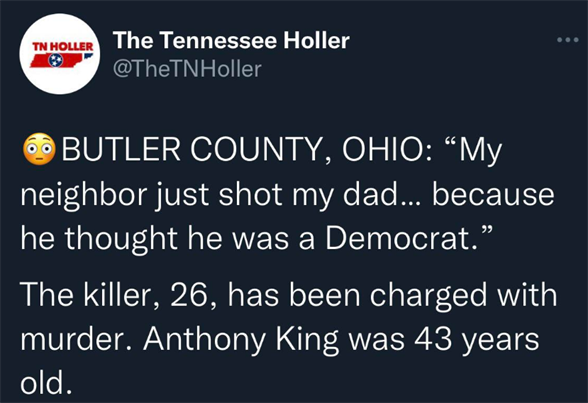 TN HOLLER
The Tennessee Holler
@TheTNHoller
😳BUTLER COUNTY, OHIO: “My
neighbor just shot my dad... because
he thought he was a Democrat.”
The killer, 26, has been charged with
murder. Anthony King was 43 years
old.